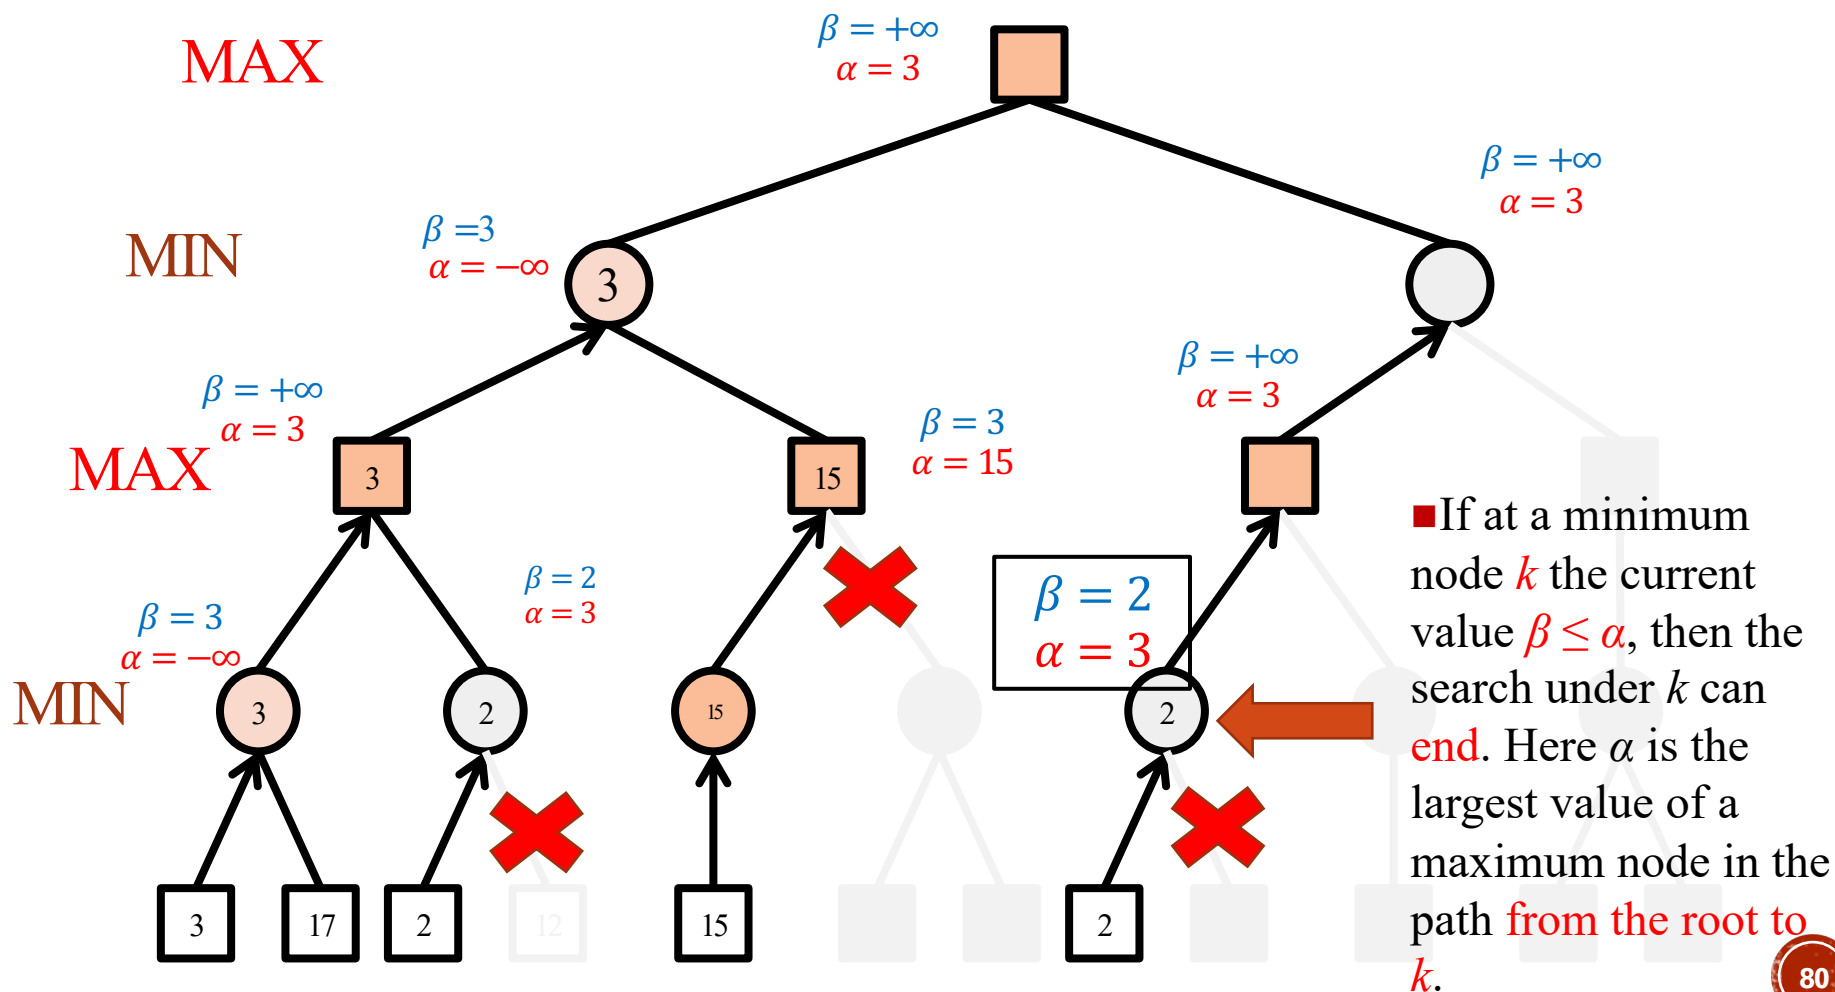 β = +∞
α = 3
MAX
β = +∞
α = 3
β =3
α = −∞
MIN
3
β = +∞
α = 3
β = +∞
α = 3
β = 3
α = 15
MAX
3
15
■If at a minimum
node k the current
value β ≤ α, then the
search under k can
end. Here α is the
largest value of a
maximum node in the
path from the root to
k.
β = 2
α = 3
β = 2
α = 3
β = 3
α = −∞
MIN
3
2
15
2
3
17
2
12
15
2
80